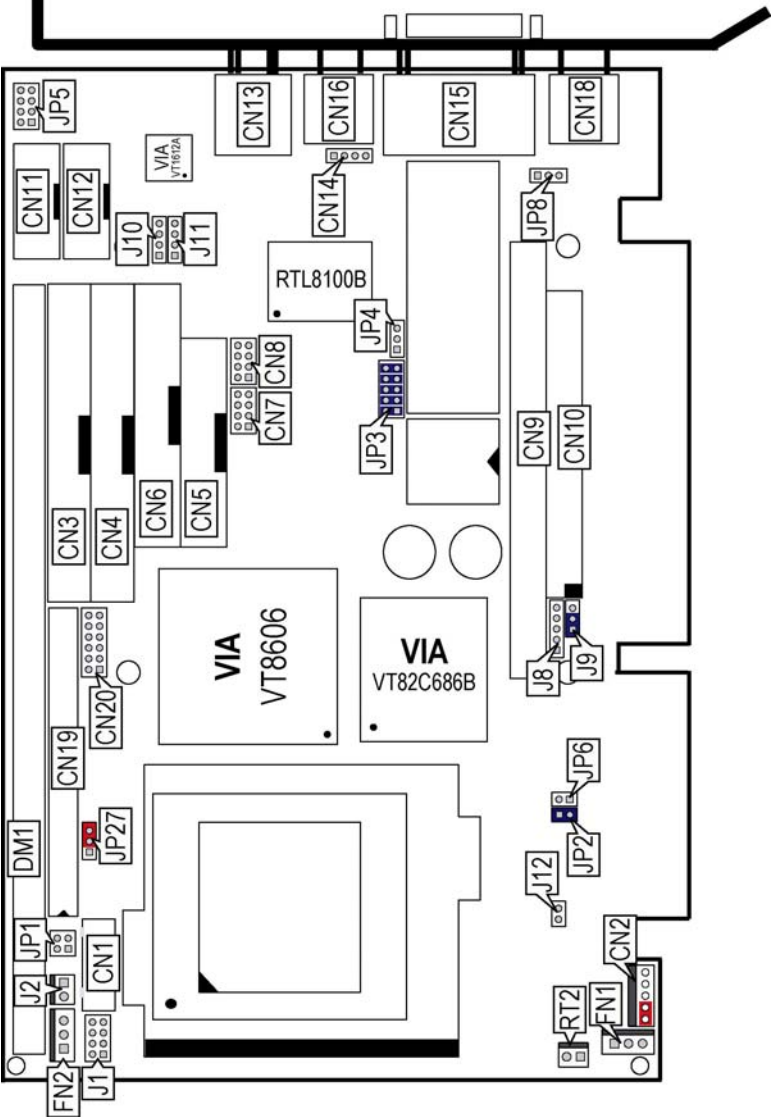 CN13
CN16
CN15
CN18
JP5
VIA
VT1612A
CN11
CN12
CN14
JP8
J10
J11
RTL8100B
JP4
CN8
CN7
JP3
CN9
CN10
CN3
CN4
CN6
CN5
VIA
VT8606
VIA
VT82C686B
J8
J9
CN20
CN19
JP6
JP27
JP2
DM1
J12
JP1
CN1
CN2
J2
RT2
FN1
FN2
J1